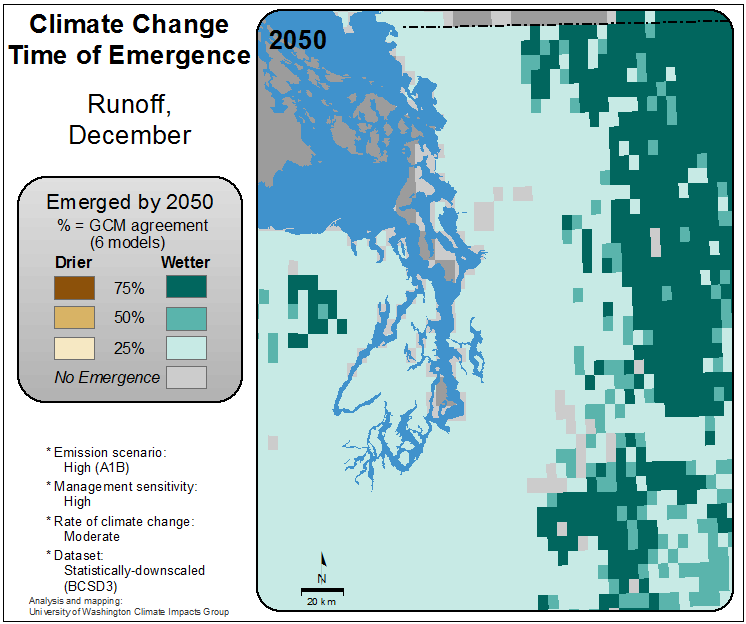 Climate Change
Time of Emergence
Runoff,
December
Emerged by 2050
% = GCM agreement
(6 models)
Drier Wetter
75%
50%
25%
No Emergence
* Emission scenario:
High (A1B)
* Management sensitivity:
High
* Rate of climate change:
Moderate
* Dataset:
Statistically-downscaled
(BCSD3)
Analysis and mapping:
University of Washington Climate Impacts Group
2050
N
20 km